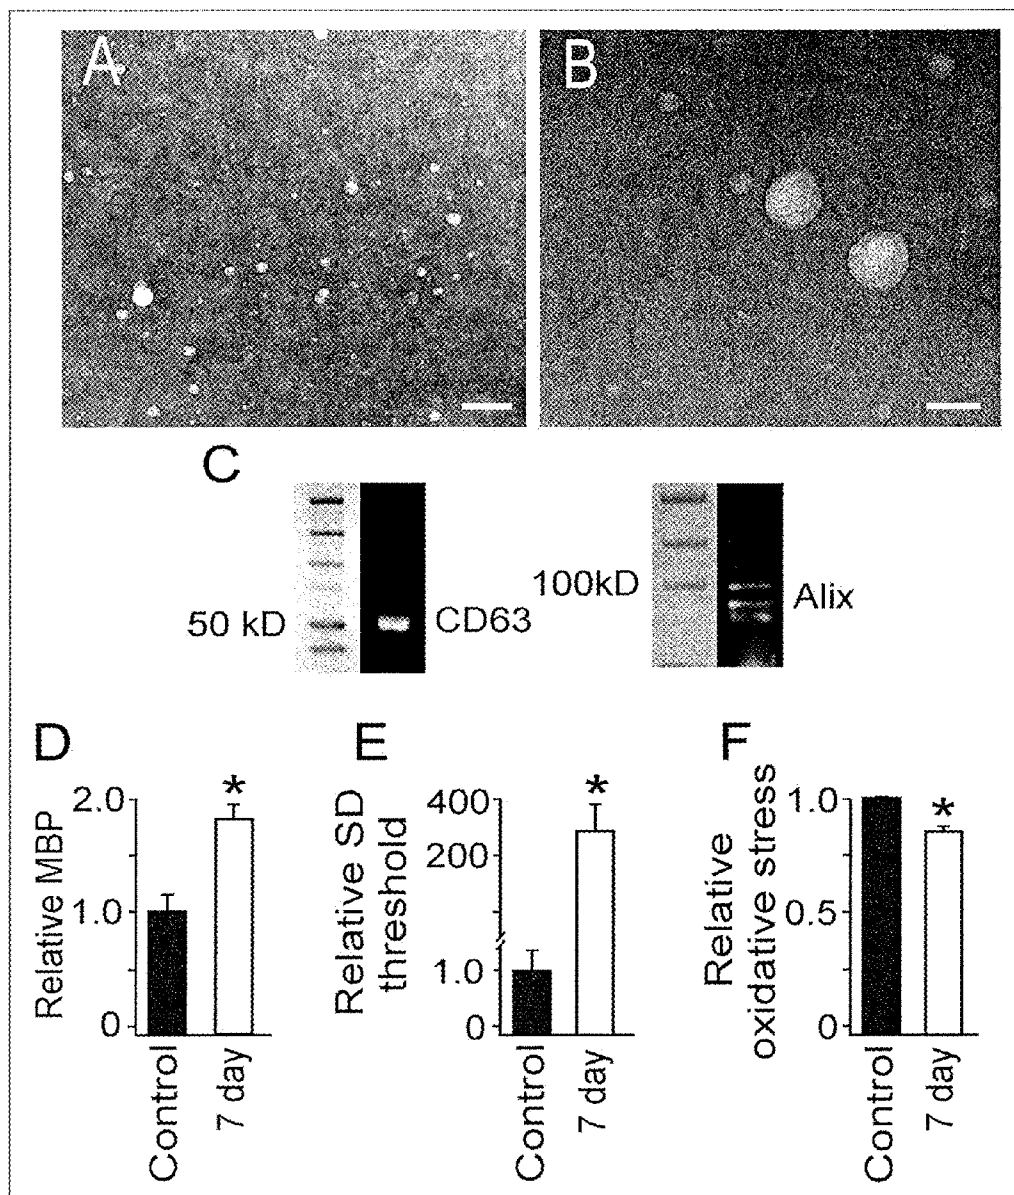 A
B
C
50 kD
CD63
100kD
Alix
D
E
F
Relative MBP
2.0
1.0
0
Control
7 day
*
Relative SD
threshold
400
200
1.0
0
Control
7 day
*
Relative
oxidative stress
1.0
0.5
0
Control
7 day
*